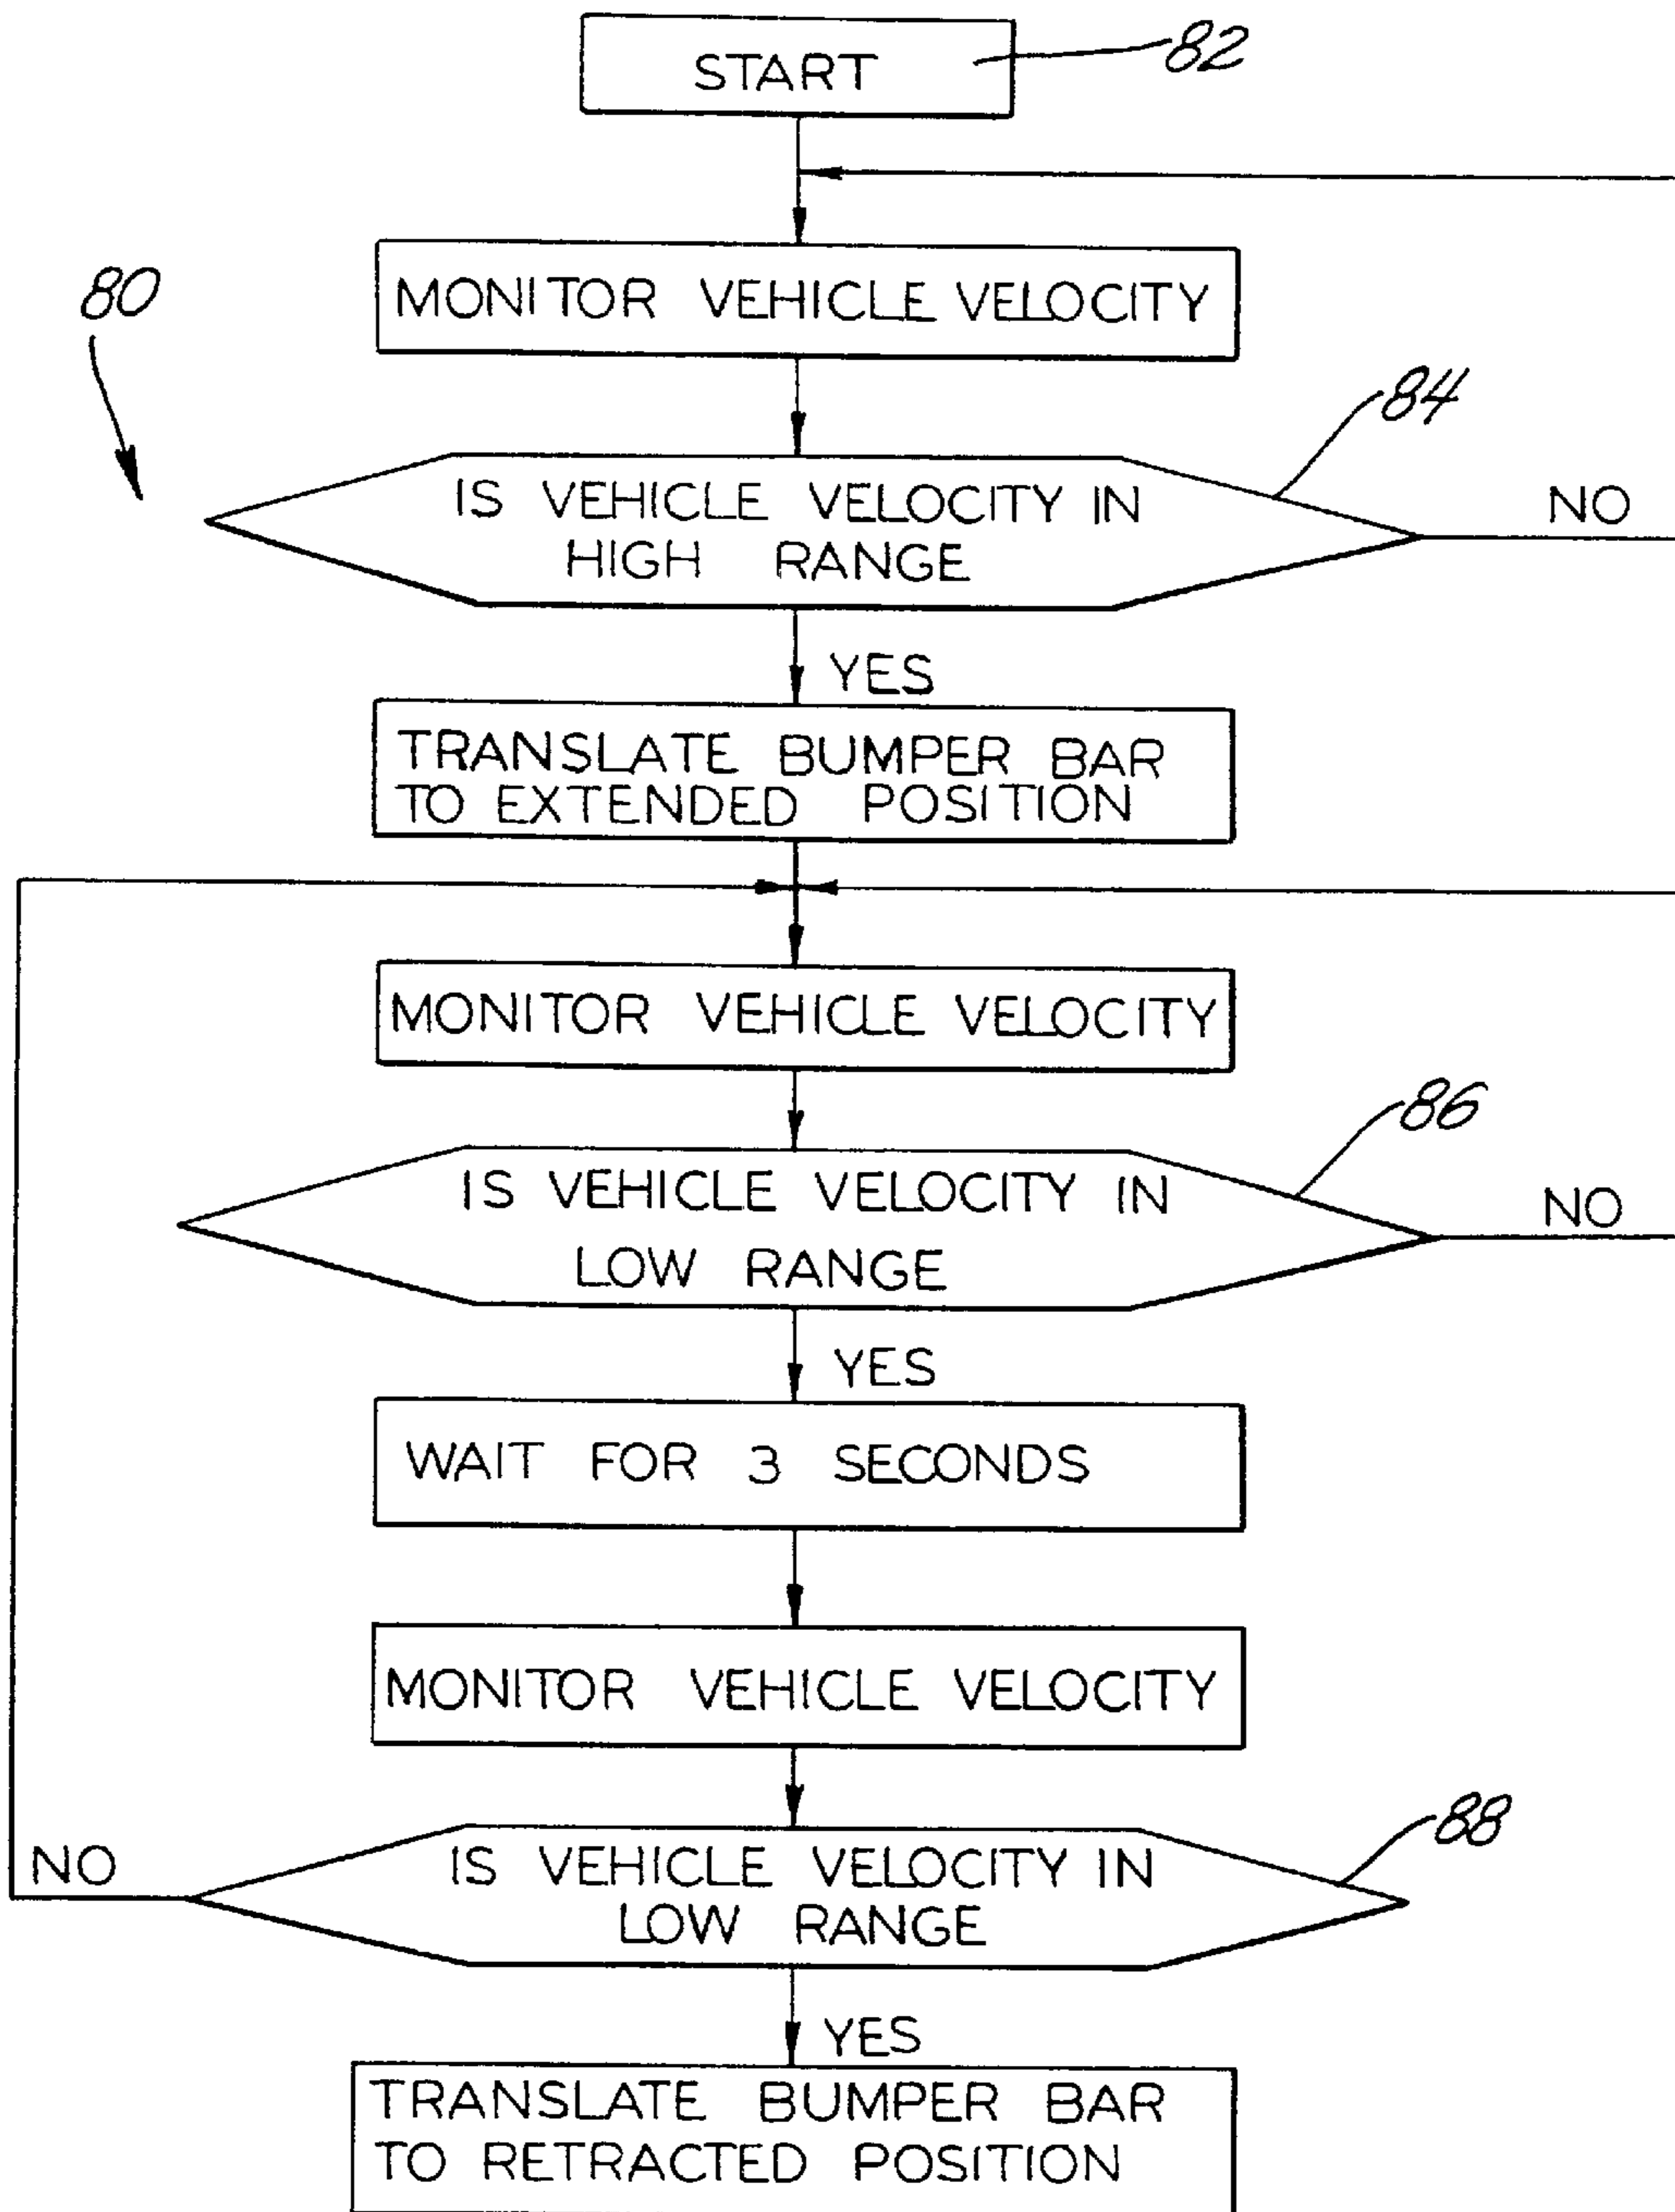 START
82
MONITOR VEHICLE VELOCITY
80
84
IS VEHICLE VELOCITY IN
HIGH RANGE
NO
YES
TRANSLATE BUMPER BAR
TO EXTENDED POSITION
MONITOR VEHICLE VELOCITY
86
IS VEHICLE VELOCITY IN
LOW RANGE
NO
YES
WAIT FOR 3 SECONDS
MONITOR VEHICLE VELOCITY
88
IS VEHICLE VELOCITY IN
LOW RANGE
NO
YES
TRANSLATE BUMPER BAR
TO RETRACTED POSITION